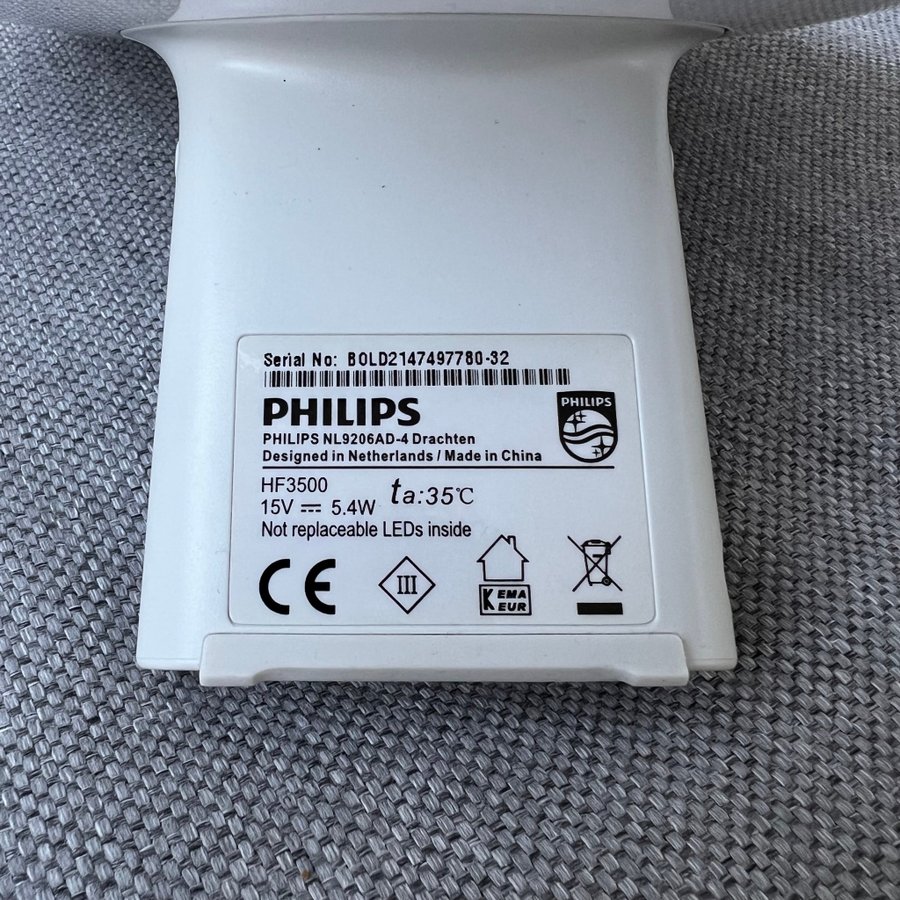 Serial No: BOLD2147497780-32
PHILIPS
PHILIPS
PHILIPS NL9206AD-4 Drachten
Designed in Netherlands / Made in China
HF3500
ta:35℃
15V ⎓ 5.4W
Not replaceable LEDs inside
CE
III
KEMA
EUR